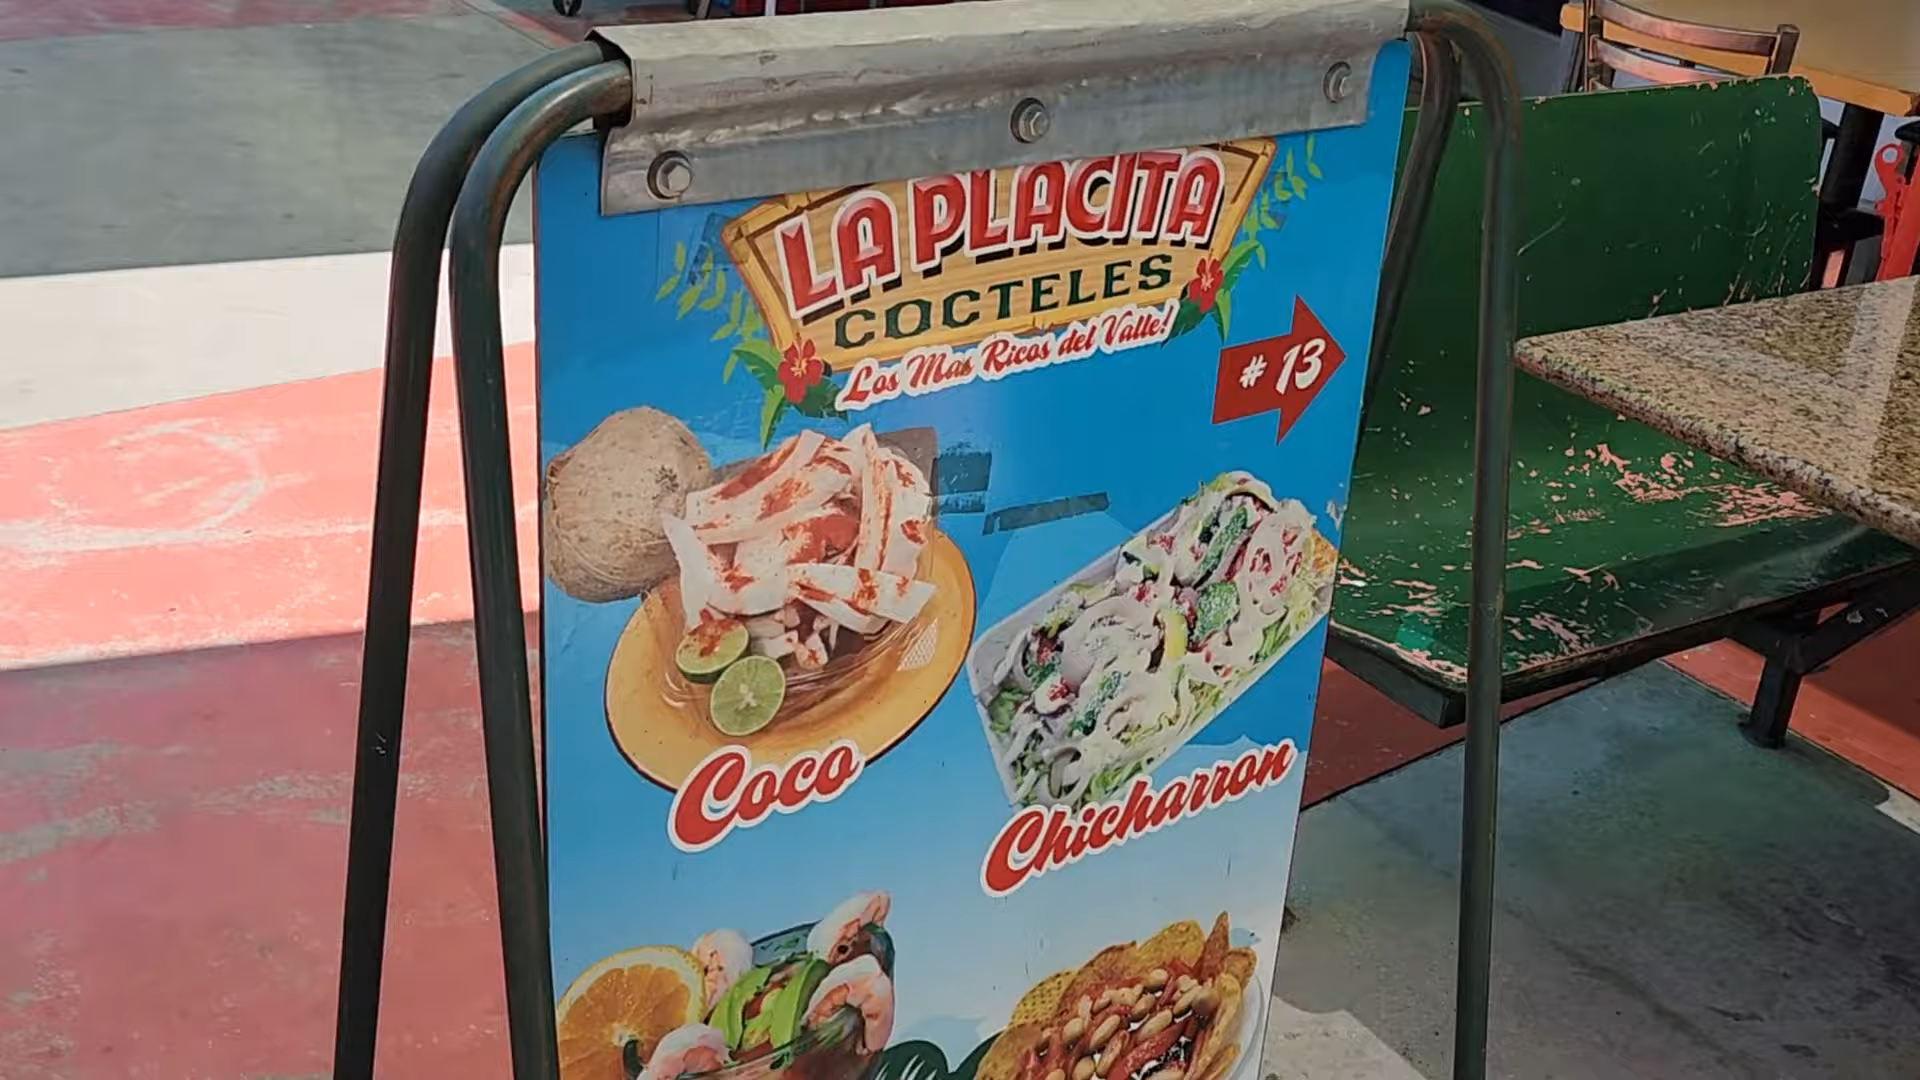 LA PLACITA
COCTELES
Los Mas Ricos del Valle!
# 13
Coco
Chicharron